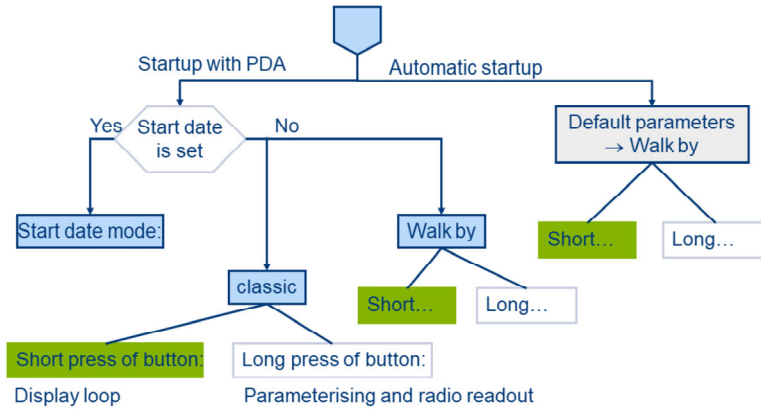 Startup with PDA
Automatic startup
Yes
Start date
is set
No
Default parameters
→ Walk by
Start date mode:
Walk by
Short…
Long…
classic
Short…
Long…
Short press of button:
Long press of button:
Display loop
Parameterising and radio readout